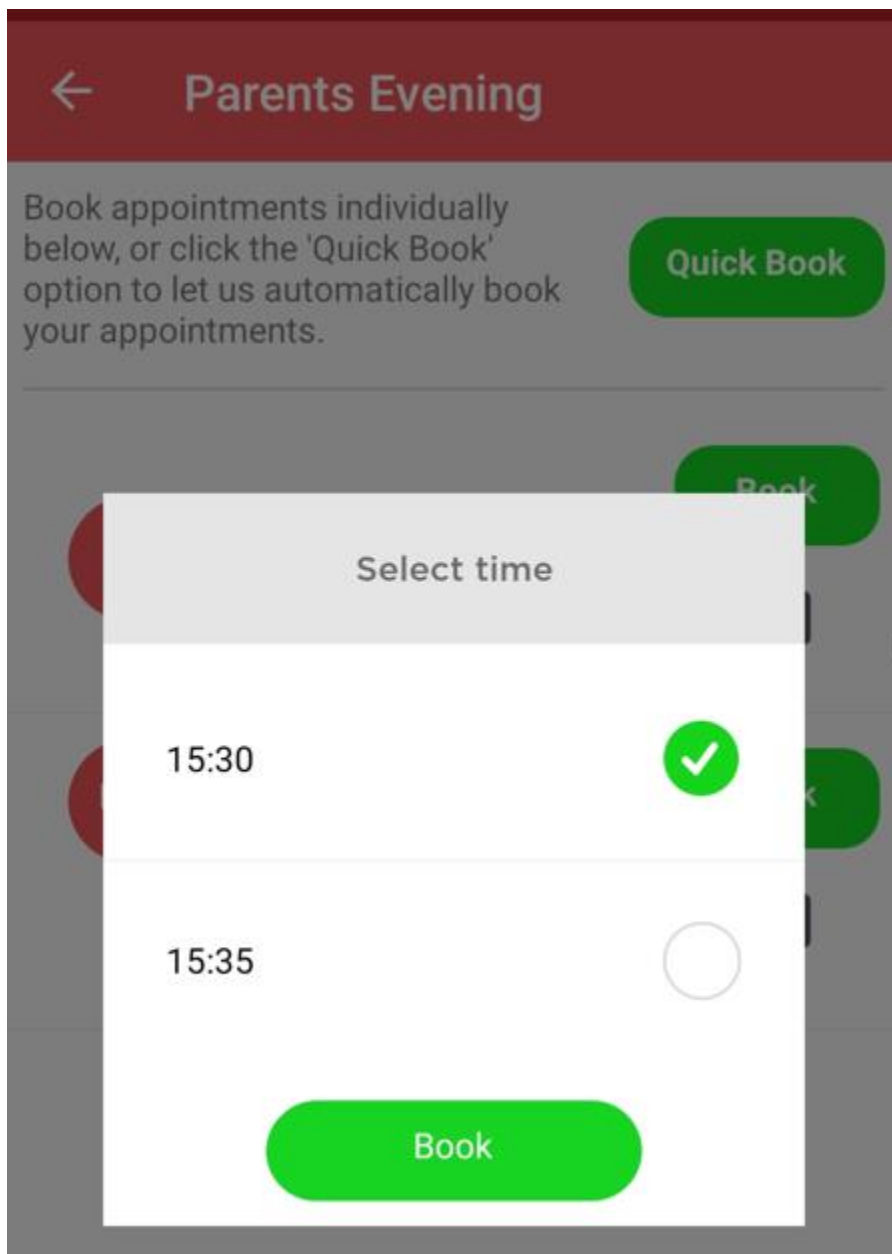 Parents Evening
Book appointments individually
below, or click the 'Quick Book'
option to let us automatically book
your appointments.
Quick Book
Book
Select time
15:30
15:35
Book